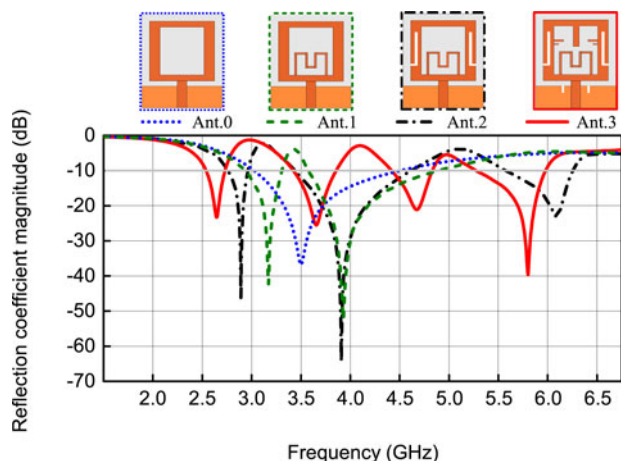 Ant.0 Ant.1 Ant.2 Ant.3
Reflection coefficient magnitude (dB)
0
-10
-20
-30
-40
-50
-60
-70
2.0 2.5 3.0 3.5 4.0 4.5 5.0 5.5 6.0 6.5
Frequency (GHz)